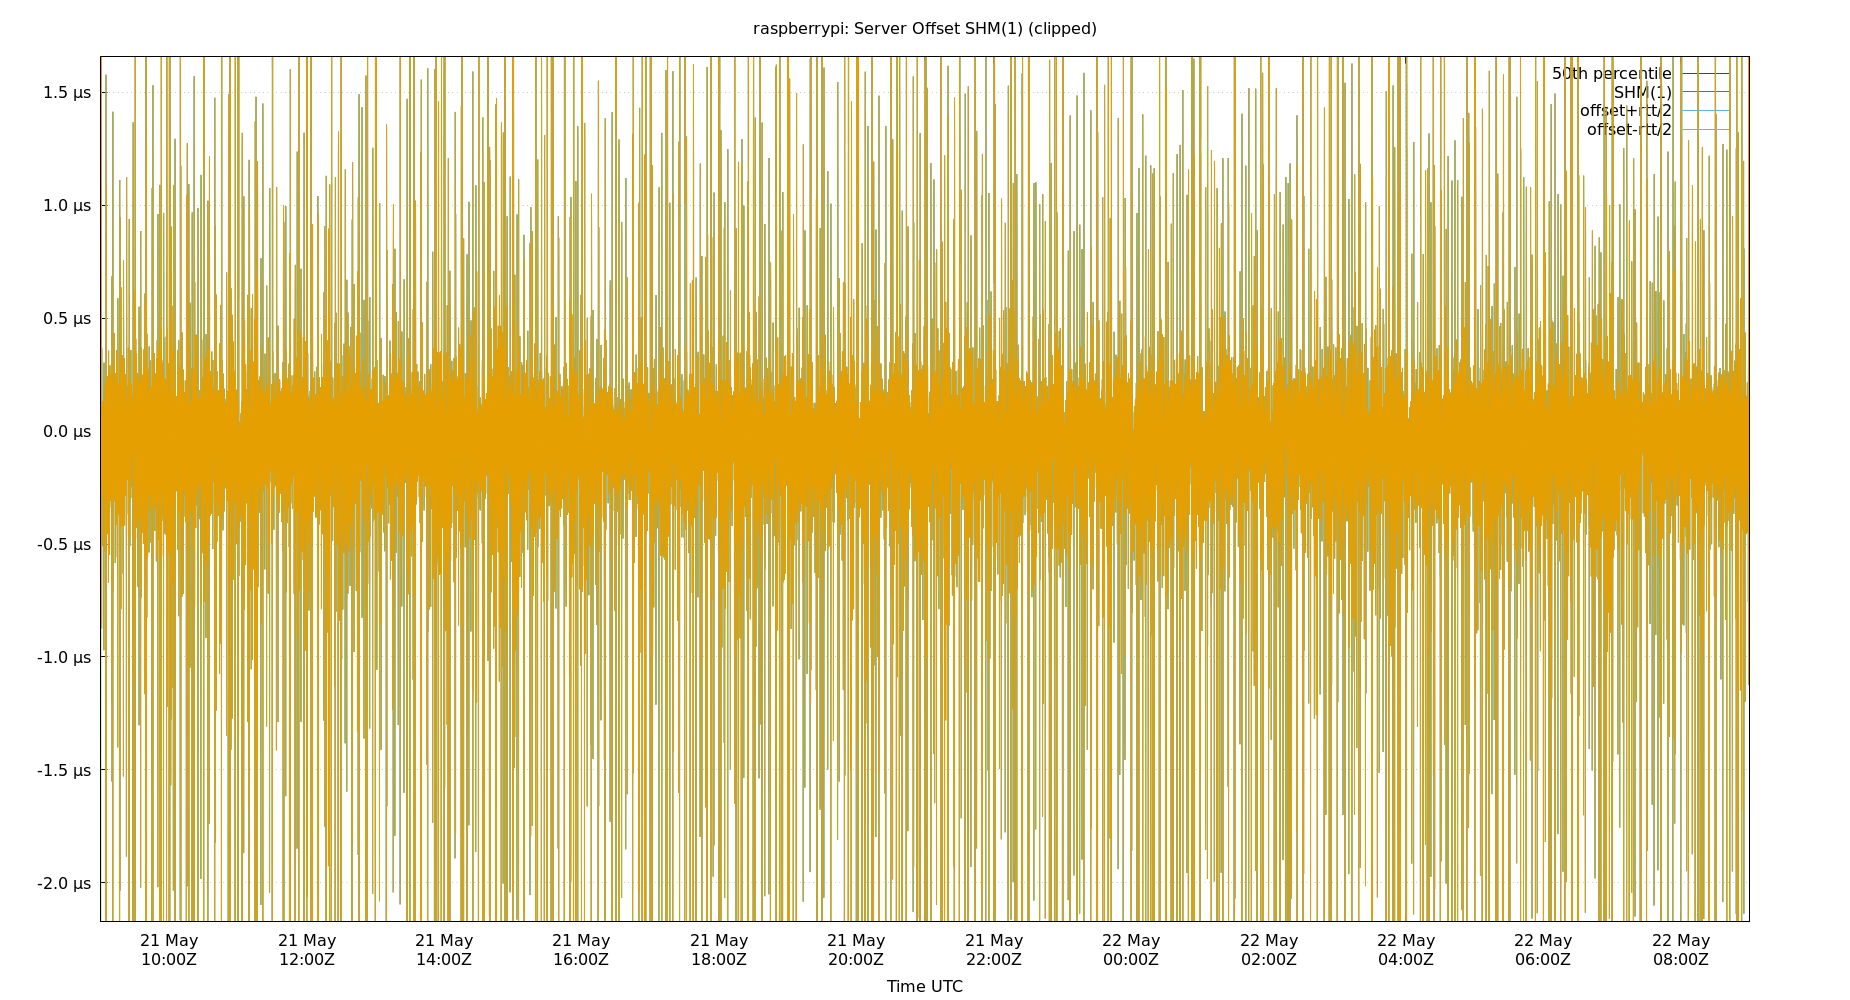 raspberrypi: Server Offset SHM(1) (clipped)
50th percentile
SHM(1)
offset+rtt/2
offset-rtt/2
1.5 µs
1.0 µs
0.5 µs
0.0 µs
-0.5 µs
-1.0 µs
-1.5 µs
-2.0 µs
21 May 21 May 21 May 21 May 21 May 21 May 21 May 22 May 22 May 22 May 22 May 22 May
10:00Z 12:00Z 14:00Z 16:00Z 18:00Z 20:00Z 22:00Z 00:00Z 02:00Z 04:00Z 06:00Z 08:00Z
Time UTC